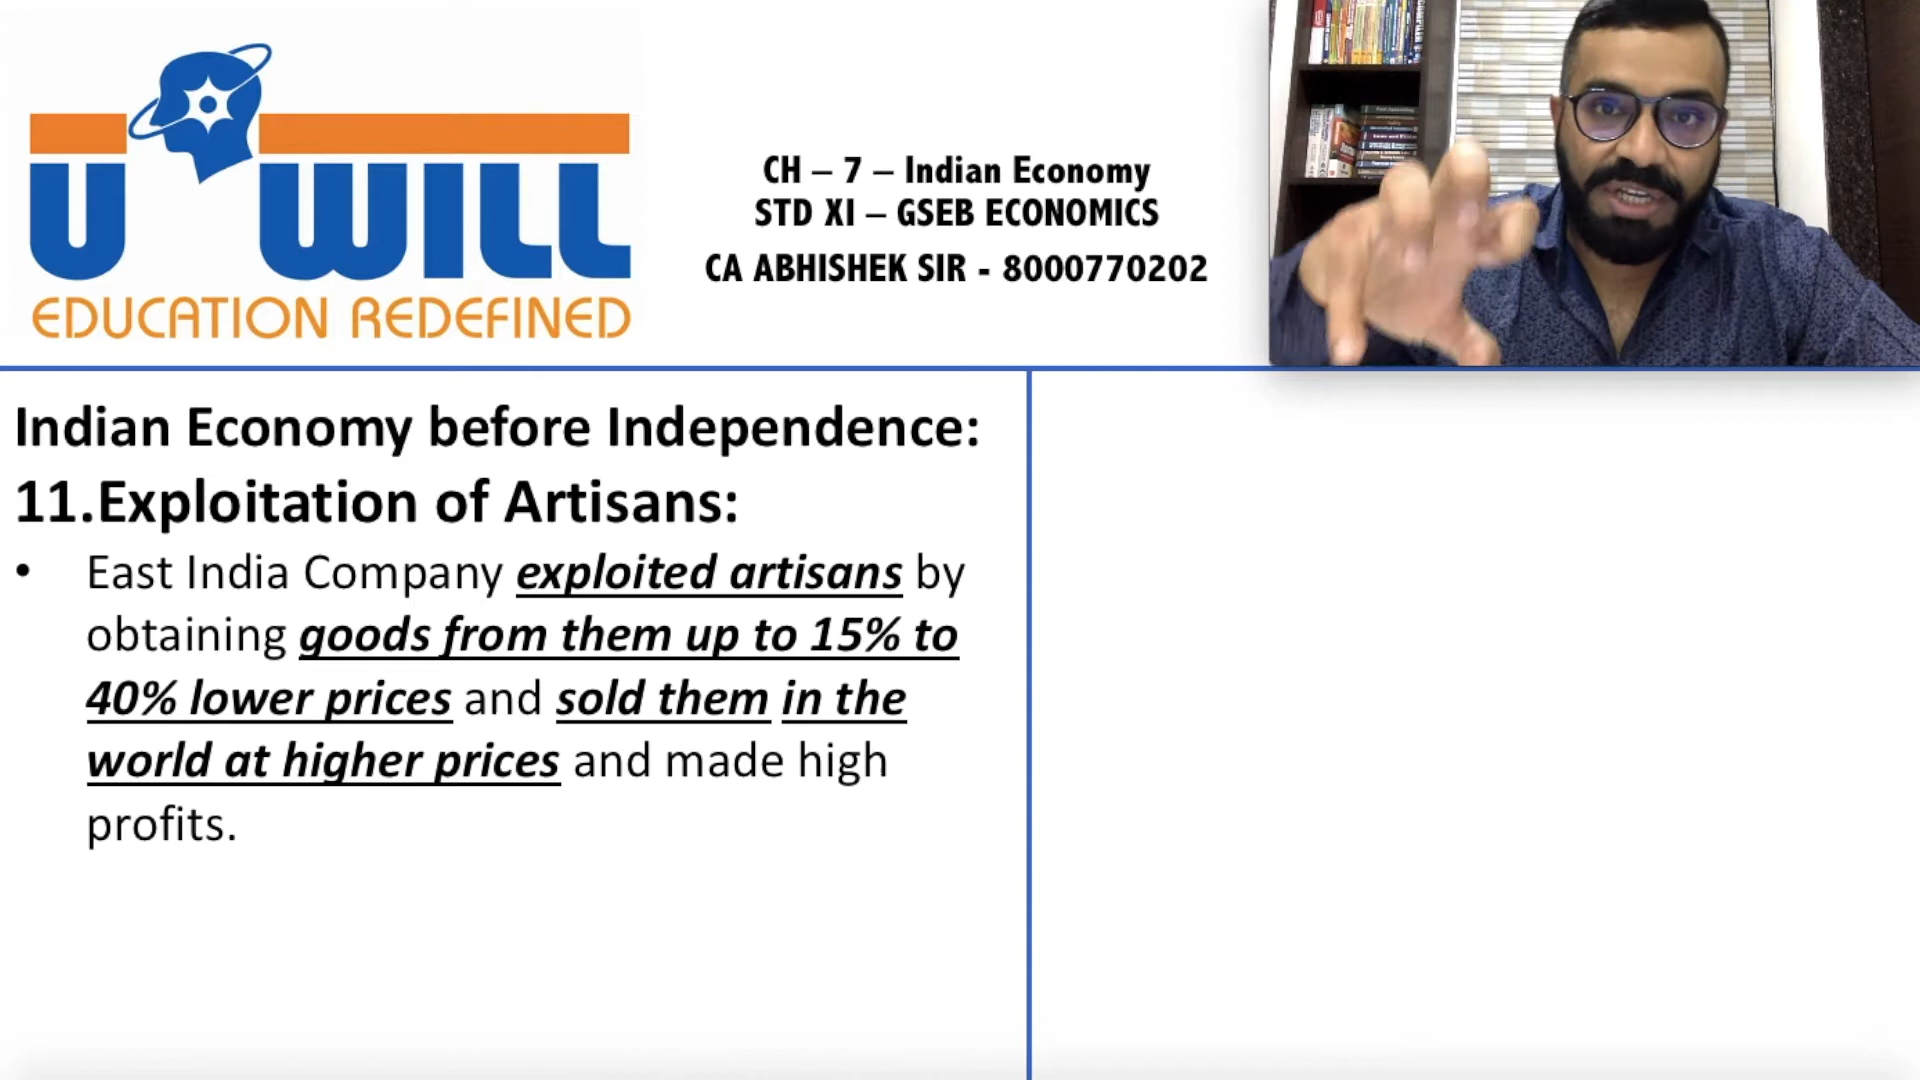 U WILL
EDUCATION REDEFINED
CH – 7 – Indian Economy
STD XI – GSEB ECONOMICS
CA ABHISHEK SIR - 8000770202
Indian Economy before Independence:
11.Exploitation of Artisans:
• East India Company exploited artisans by
obtaining goods from them up to 15% to
40% lower prices and sold them in the
world at higher prices and made high
profits.